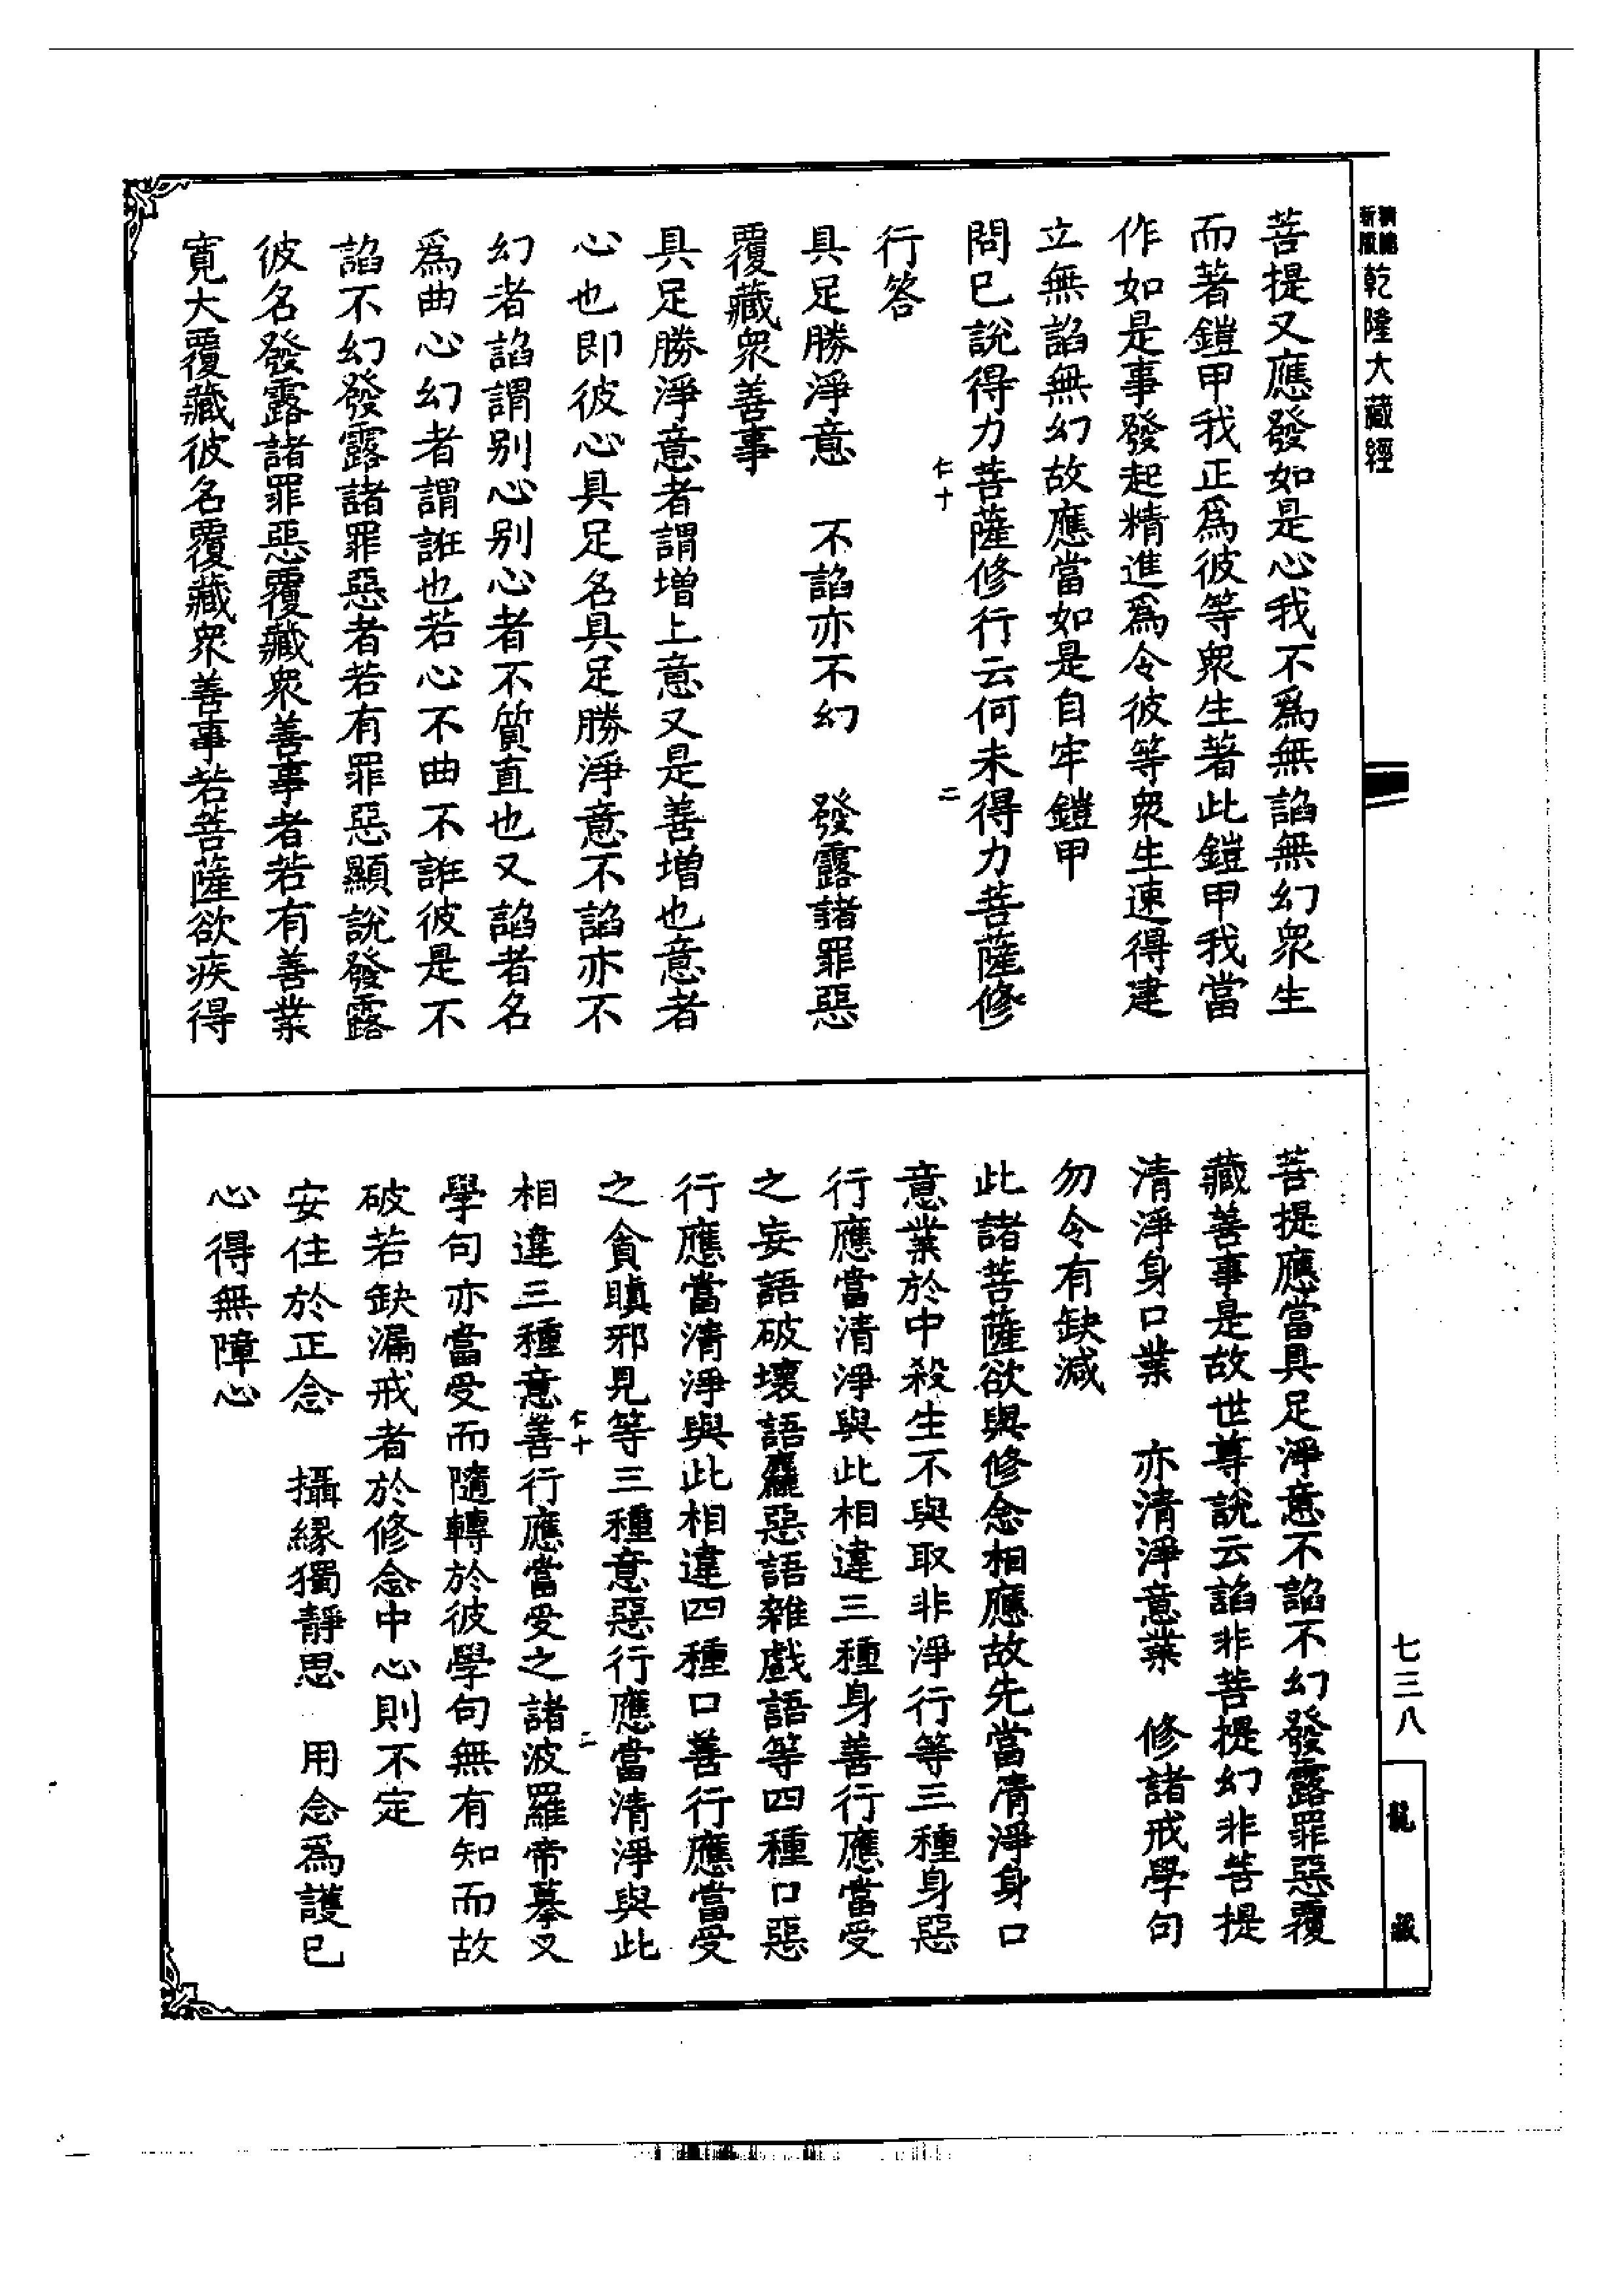 乾隆大藏經
菩提又應發如是心我不爲無諂無幻衆生
而著鎧甲我正爲彼等衆生著此鎧甲我當
作如是事發起精進爲令彼等衆生速得建
立無諂無幻故應當如是自牢鎧甲
問已說得力菩薩修行云何未得力菩薩修
仁十 二
行答
具足勝淨意 不諂亦不幻 發露諸罪惡
覆藏衆善事
具足勝淨意者謂增上意又是善增也意者
心也即彼心具足名具足勝淨意不諂亦不
幻者諂謂别心别心者不質直也又諂者名
爲曲心幻者謂誑也若心不曲不誑彼是不
諂不幻發露諸罪惡者若有罪惡顯說發露
彼名發露諸罪惡覆藏衆善事者若有善業
寬大覆藏彼名覆藏衆善事若菩薩欲疾得
菩提應當具足淨意不諂不幻發露罪惡覆
藏善事是故世尊說云諂非菩提幻非菩提
清淨身口業 亦清淨意業 修諸戒學句
勿令有缺減
此諸菩薩欲與修念相應故先當清淨身口
意業於中殺生不與取非淨行等三種身惡
行應當清淨與此相違三種身善行應當受
之妄語破壞語麤惡語雜戲語等四種口惡
行應當清淨與此相違四種口善行應當受
之貪瞋邪見等三種意惡行應當清淨與此
仁十 二
相違三種意善行應當受之諸波羅帝摹叉
學句亦當受而隨轉於彼學句無有知而故
破若缺漏戒者於修念中心則不定
安住於正念 攝緣獨靜思 用念爲護已
心得無障心
七三八